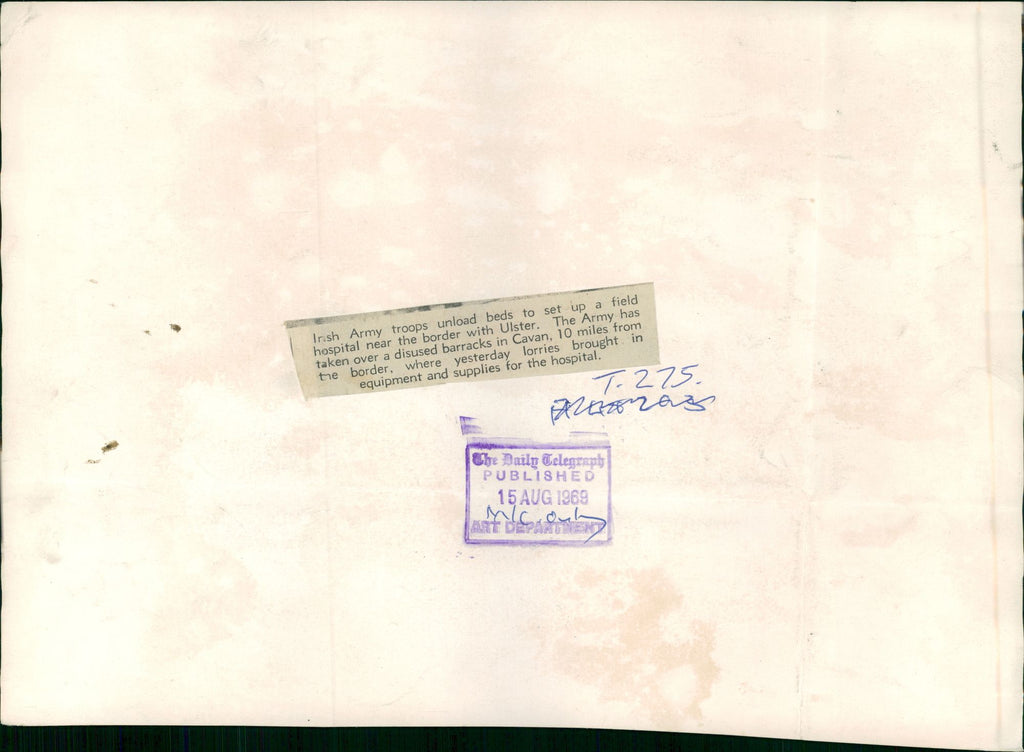 Irish Army troops unload beds to set up a field
hospital near the border with Ulster. The Army has
taken over a disused barracks in Cavan, 10 miles from
the border, where yesterday lorries brought in
equipment and supplies for the hospital.
T. 275.
The Daily Telegraph
PUBLISHED
15 AUG 1969
M/C. only
ART DEPARTMENT